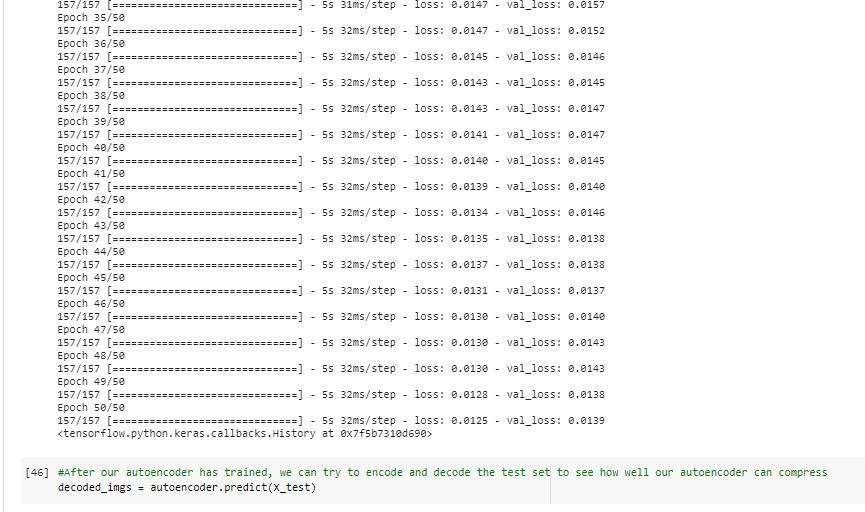 157/157 [==============================] - 5s 31ms/step - loss: 0.0147 - val_loss: 0.0157
Epoch 35/50
157/157 [==============================] - 5s 32ms/step - loss: 0.0147 - val_loss: 0.0152
Epoch 36/50
157/157 [==============================] - 5s 32ms/step - loss: 0.0145 - val_loss: 0.0146
Epoch 37/50
157/157 [==============================] - 5s 32ms/step - loss: 0.0143 - val_loss: 0.0145
Epoch 38/50
157/157 [==============================] - 5s 32ms/step - loss: 0.0143 - val_loss: 0.0147
Epoch 39/50
157/157 [==============================] - 5s 32ms/step - loss: 0.0141 - val_loss: 0.0147
Epoch 40/50
157/157 [==============================] - 5s 32ms/step - loss: 0.0140 - val_loss: 0.0145
Epoch 41/50
157/157 [==============================] - 5s 32ms/step - loss: 0.0139 - val_loss: 0.0140
Epoch 42/50
157/157 [==============================] - 5s 32ms/step - loss: 0.0134 - val_loss: 0.0146
Epoch 43/50
157/157 [==============================] - 5s 32ms/step - loss: 0.0135 - val_loss: 0.0138
Epoch 44/50
157/157 [==============================] - 5s 32ms/step - loss: 0.0137 - val_loss: 0.0138
Epoch 45/50
157/157 [==============================] - 5s 32ms/step - loss: 0.0131 - val_loss: 0.0137
Epoch 46/50
157/157 [==============================] - 5s 32ms/step - loss: 0.0130 - val_loss: 0.0140
Epoch 47/50
157/157 [==============================] - 5s 32ms/step - loss: 0.0130 - val_loss: 0.0143
Epoch 48/50
157/157 [==============================] - 5s 32ms/step - loss: 0.0130 - val_loss: 0.0143
Epoch 49/50
157/157 [==============================] - 5s 32ms/step - loss: 0.0128 - val_loss: 0.0138
Epoch 50/50
157/157 [==============================] - 5s 32ms/step - loss: 0.0125 - val_loss: 0.0139
<tensorflow.python.keras.callbacks.History at 0x7f5b7310d690>
[46] #After our autoencoder has trained, we can try to encode and decode the test set to see how well our autoencoder can compress
decoded_imgs = autoencoder.predict(X_test)